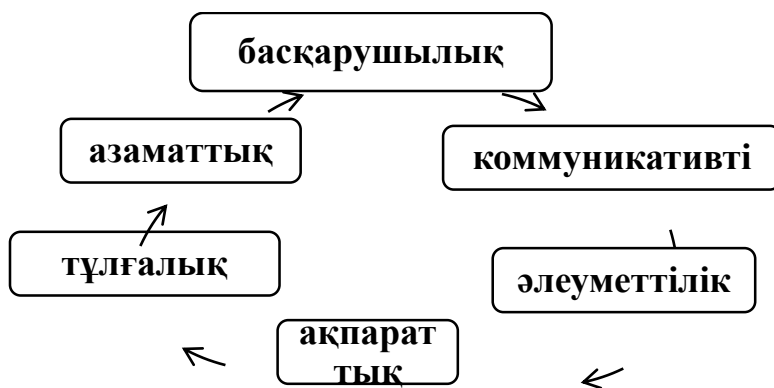 басқарушылық
азаматтық
коммуникативті
тұлғалық
әлеуметтілік
ақпарат
тық